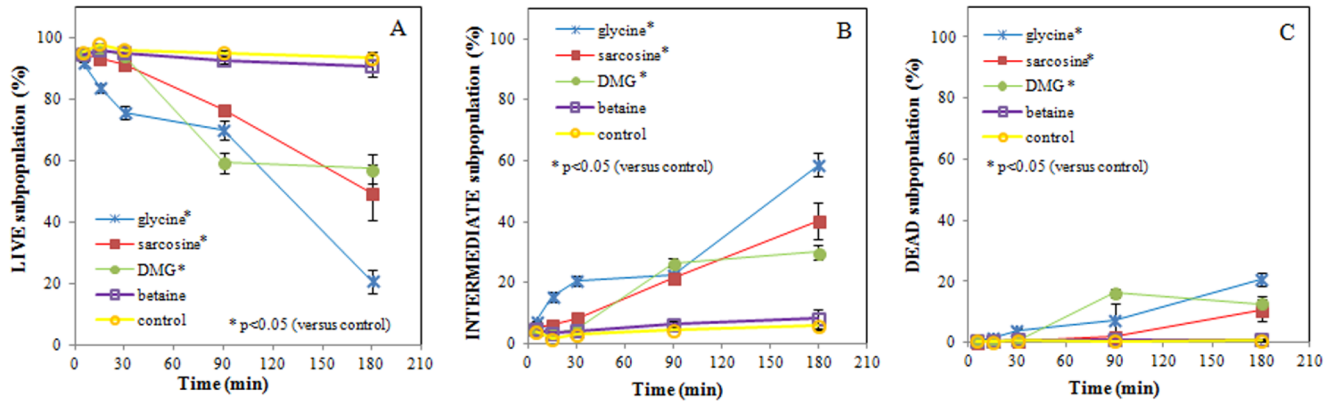 A
LIVE subpopulation (%)
100
80
60
40
20
0
glycine*
sarcosine*
DMG*
betaine
control
* p<0.05 (versus control)
0 30 60 90 120 150 180 210
Time (min)
B
INTERMEDIATE subpopulation (%)
100
80
60
40
20
0
glycine*
sarcosine*
DMG*
betaine
control
* p<0.05 (versus control)
0 30 60 90 120 150 180 210
Time (min)
C
DEAD subpopulation (%)
100
80
60
40
20
0
glycine*
sarcosine*
DMG*
betaine
control
* p<0.05 (versus control)
0 30 60 90 120 150 180 210
Time (min)